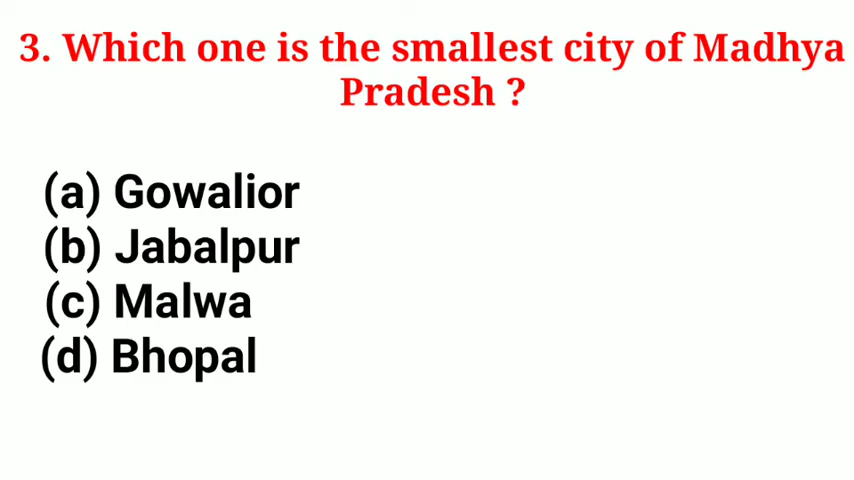 3. Which one is the smallest city of Madhya
Pradesh ?
(a) Gowalior
(b) Jabalpur
(c) Malwa
(d) Bhopal